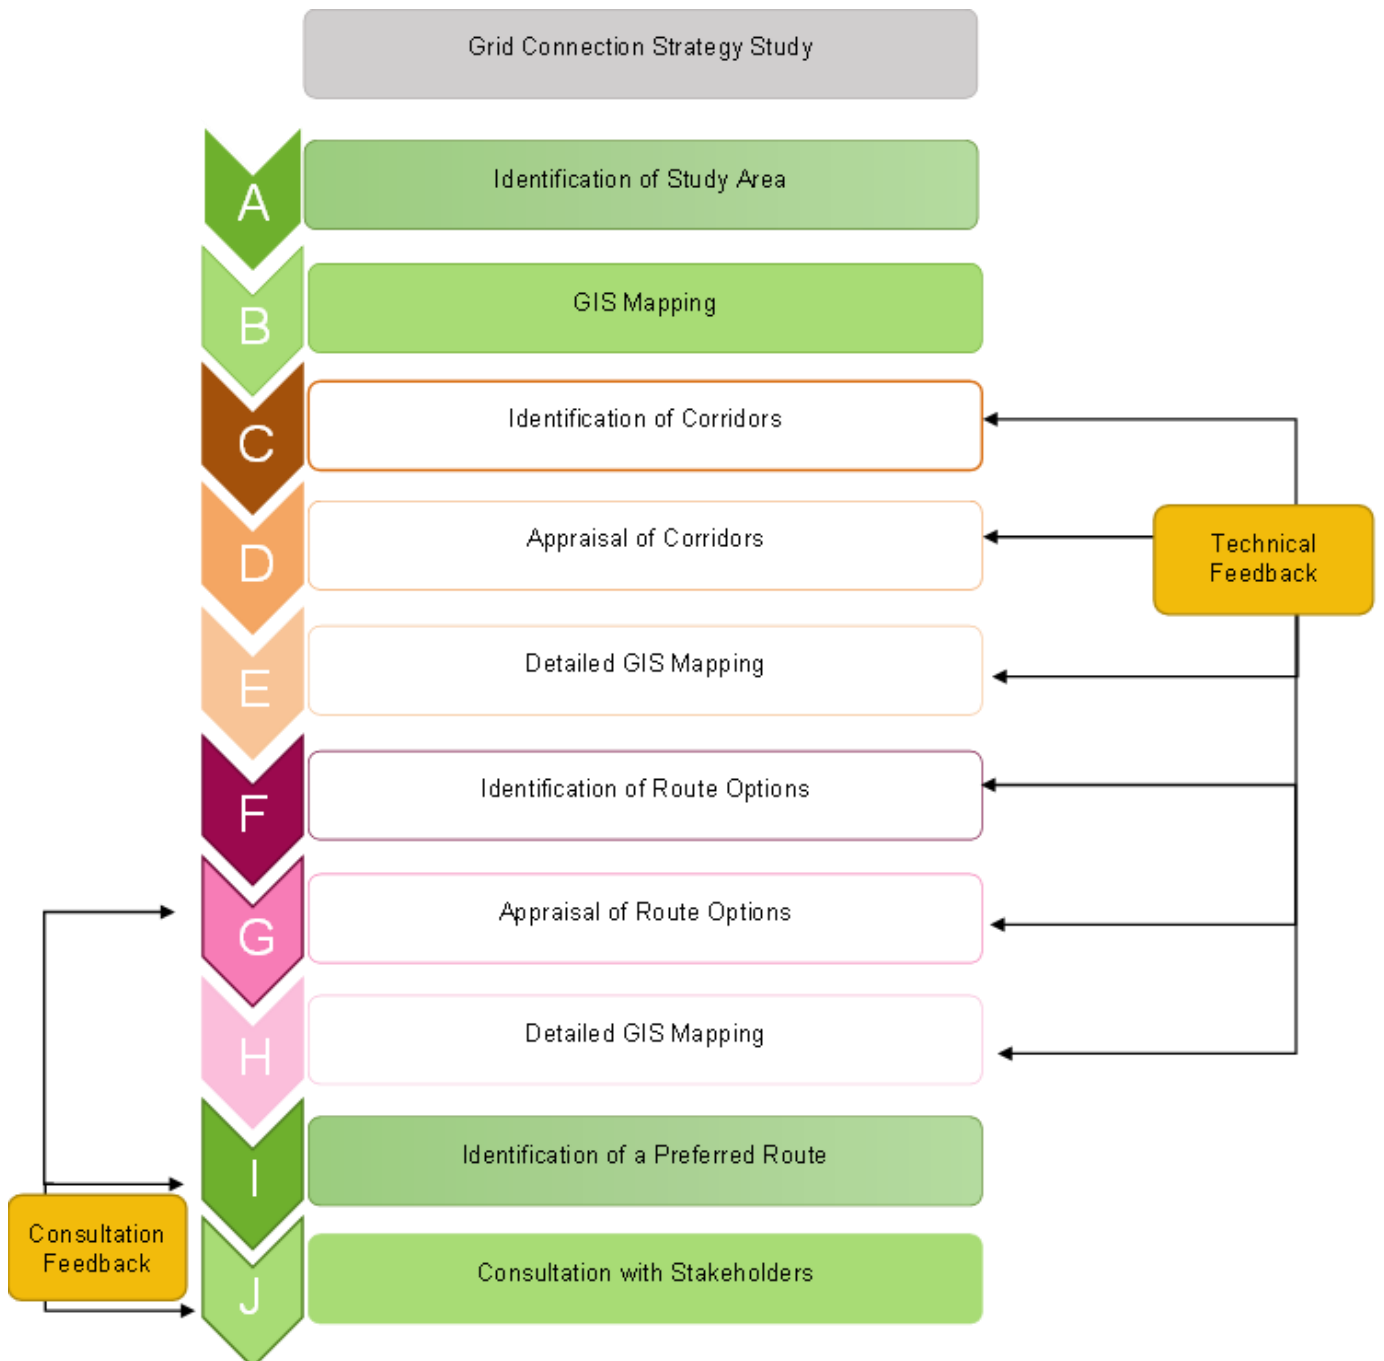 Grid Connection Strategy Study
A
Identification of Study Area
B
GIS Mapping
C
Identification of Corridors
D
Appraisal of Corridors
Technical
Feedback
E
Detailed GIS Mapping
F
Identification of Route Options
G
Appraisal of Route Options
H
Detailed GIS Mapping
I
Identification of a Preferred Route
Consultation
Feedback
J
Consultation with Stakeholders